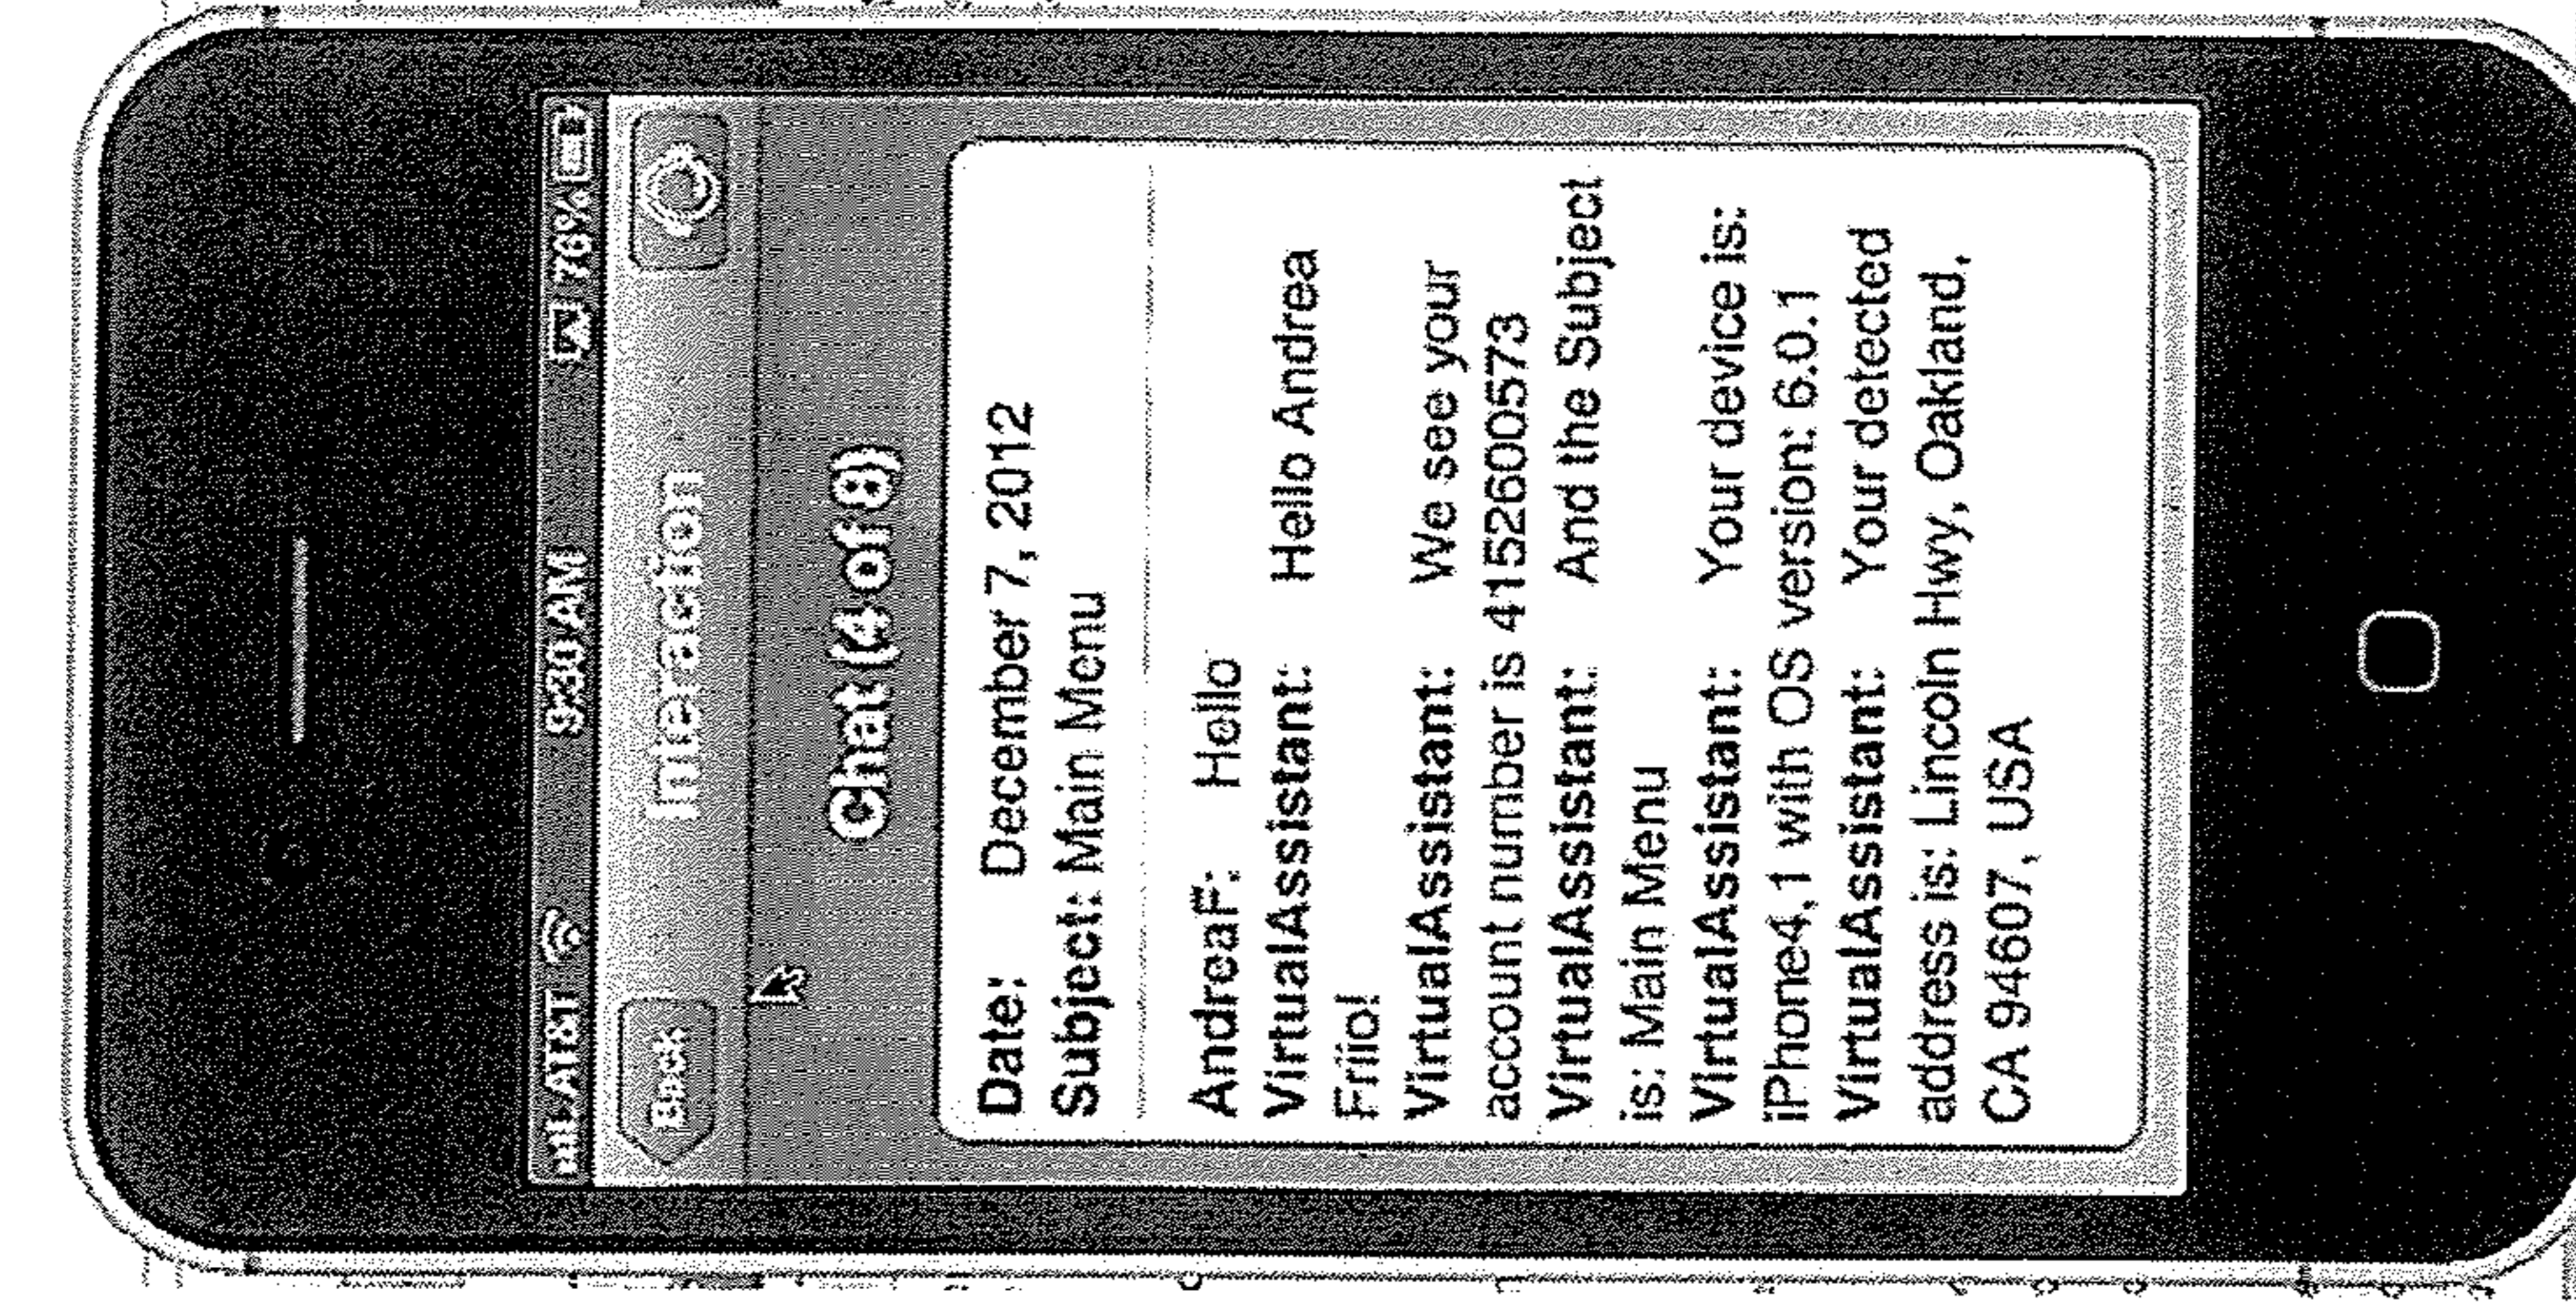 AT&T 9:30 AM 76%
Back Interaction
Chat (4 of 8)
Date: December 7, 2012
Subject: Main Menu
AndreaF: Hello
VirtualAssistant: Hello Andrea
Friio!
VirtualAssistant: We see your
account number is 4152600573
VirtualAssistant: And the Subject
is: Main Menu
VirtualAssistant: Your device is:
iPhone4,1 with OS version: 6.0.1
VirtualAssistant: Your detected
address is: Lincoln Hwy, Oakland,
CA 94607, USA